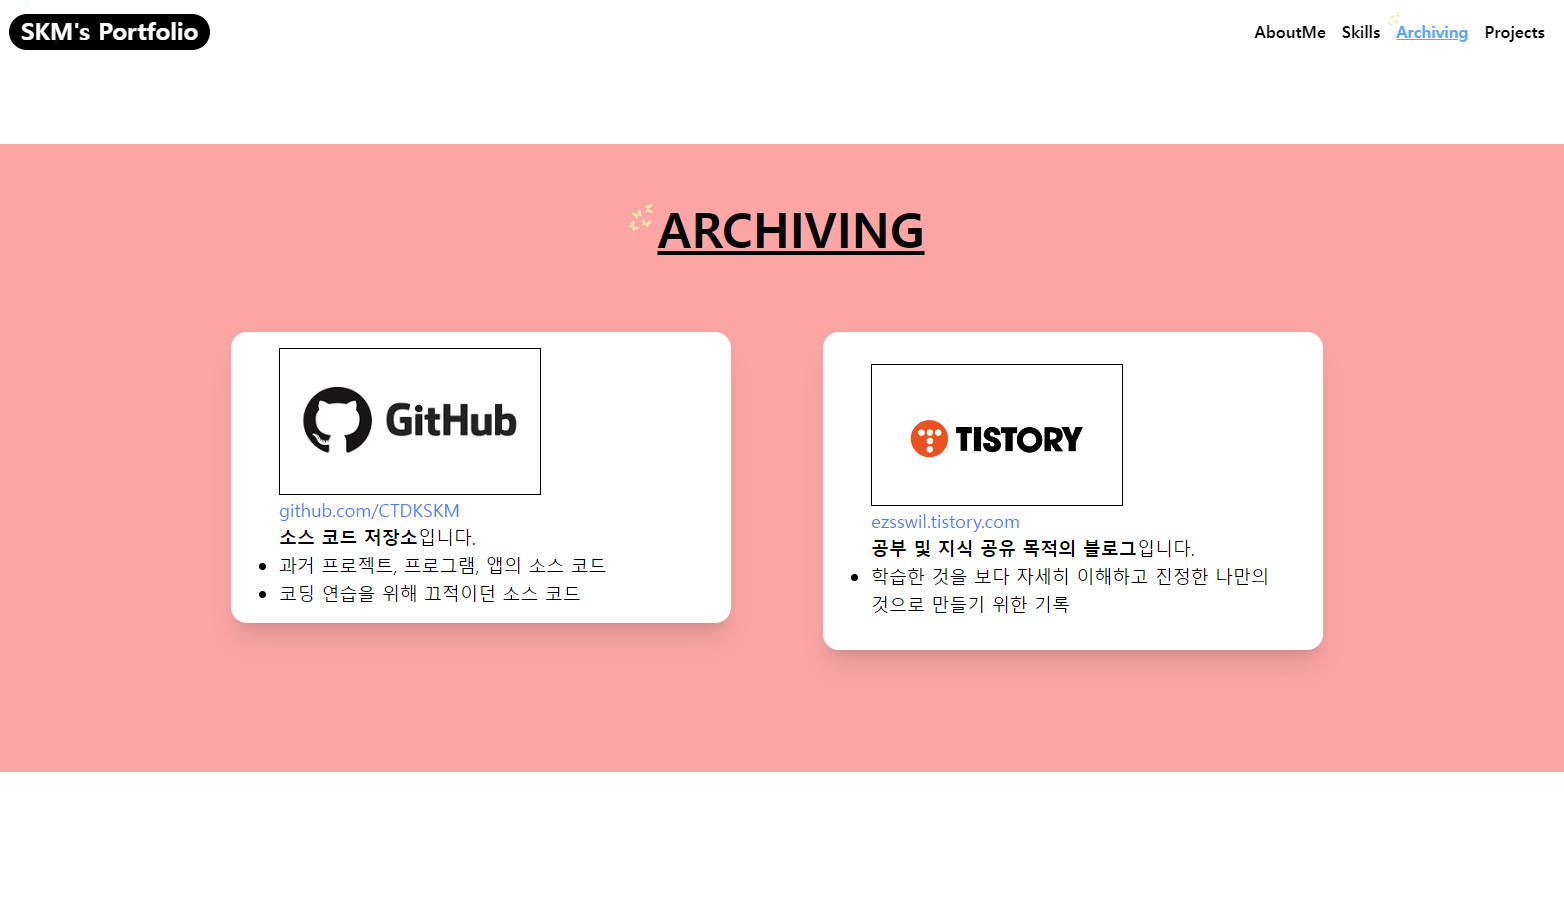 SKM's Portfolio
AboutMe Skills Archiving Projects
ARCHIVING
GitHub
github.com/CTDKSKM
소스 코드 저장소입니다.
과거 프로젝트, 프로그램, 앱의 소스 코드
코딩 연습을 위해 끄적이던 소스 코드
TISTORY
ezsswil.tistory.com
공부 및 지식 공유 목적의 블로그입니다.
학습한 것을 보다 자세히 이해하고 진정한 나만의
것으로 만들기 위한 기록